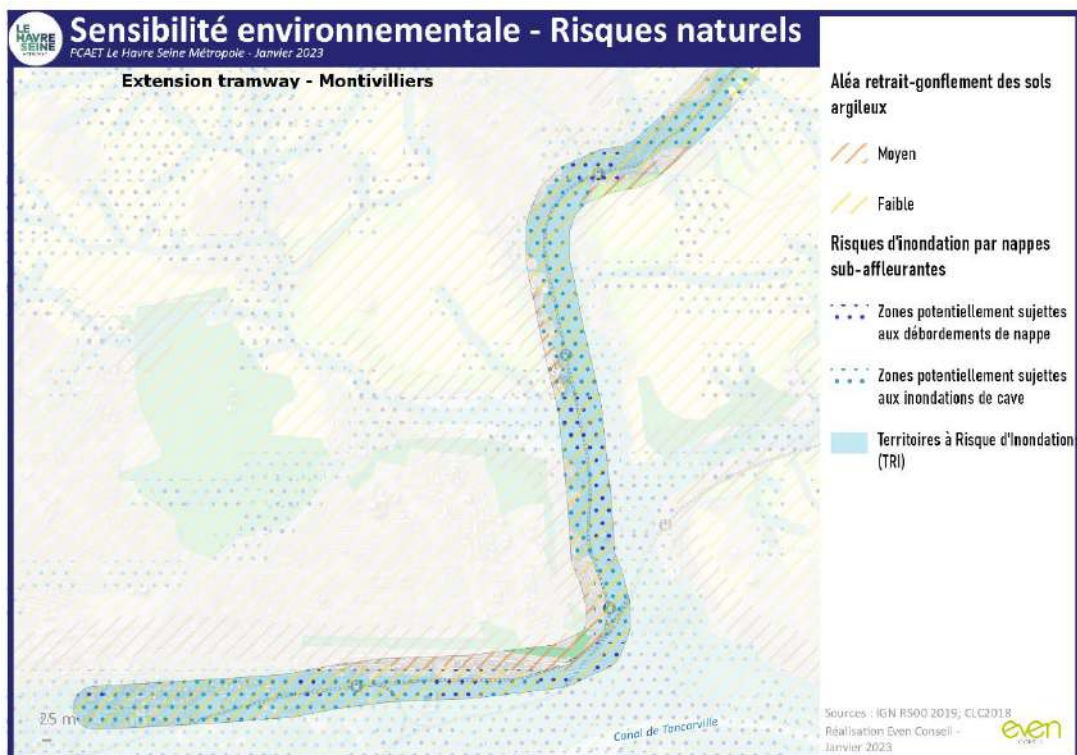 LE
HAVRE
SEINE
Sensibilité environnementale - Risques naturels
PCAET Le Havre Seine Métropole - Janvier 2023
Extension tramway - Montivilliers
Aléa retrait-gonflement des sols
argileux
Moyen
Faible
Risques d'inondation par nappes
sub-affleurantes
Zones potentiellement sujettes
aux débordements de nappe
Zones potentiellement sujettes
aux inondations de cave
Territoires à Risque d'Inondation
(TRI)
25 m
Canal de Tancarville
Sources : IGN R500 2019; CLC2018
Réalisation Even Conseil -
Janvier 2023
even